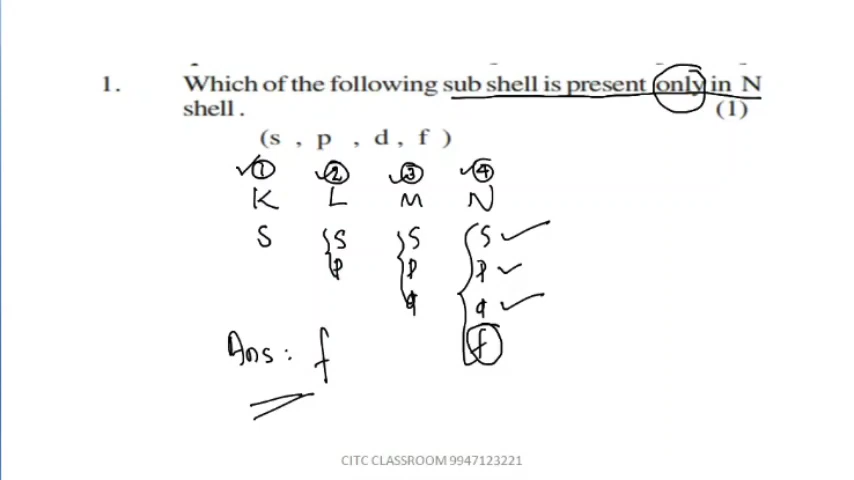 1. Which of the following sub shell is present only in N
shell. (1)
(s , p , d , f )
① ② ③ ④
K L M N
S S S S
P P P
d d
f
Ans: f
CITC CLASSROOM 9947123221